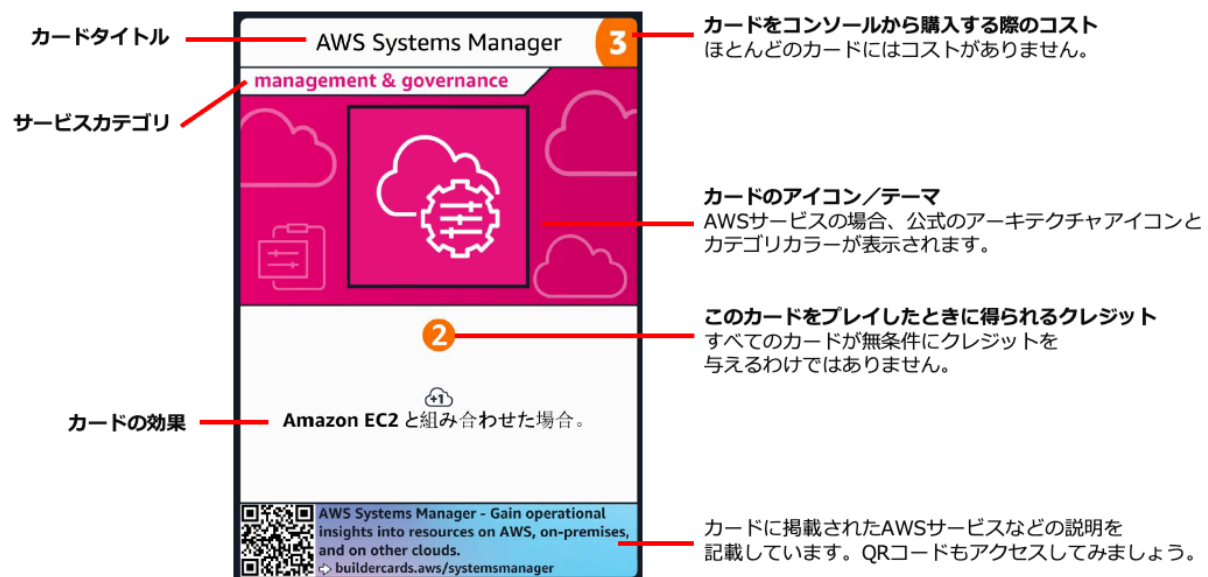 カードタイトル
AWS Systems Manager
3
カードをコンソールから購入する際のコスト
ほとんどのカードにはコストがありません。
management & governance
サービスカテゴリ
カードのアイコン／テーマ
AWSサービスの場合、公式のアーキテクチャアイコンと
カテゴリカラーが表示されます。
2
このカードをプレイしたときに得られるクレジット
すべてのカードが無条件にクレジットを
与えるわけではありません。
+1
カードの効果
Amazon EC2 と組み合わせた場合。
AWS Systems Manager - Gain operational
insights into resources on AWS, on-premises,
and on other clouds.
➪ buildercards.aws/systemsmanager
カードに掲載されたAWSサービスなどの説明を
記載しています。QRコードもアクセスしてみましょう。